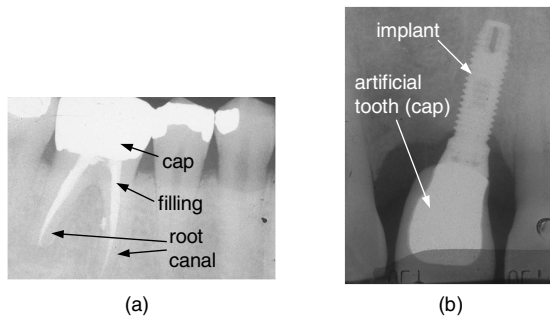 cap
filling
root
canal
(a)
implant
artificial
tooth (cap)
(b)